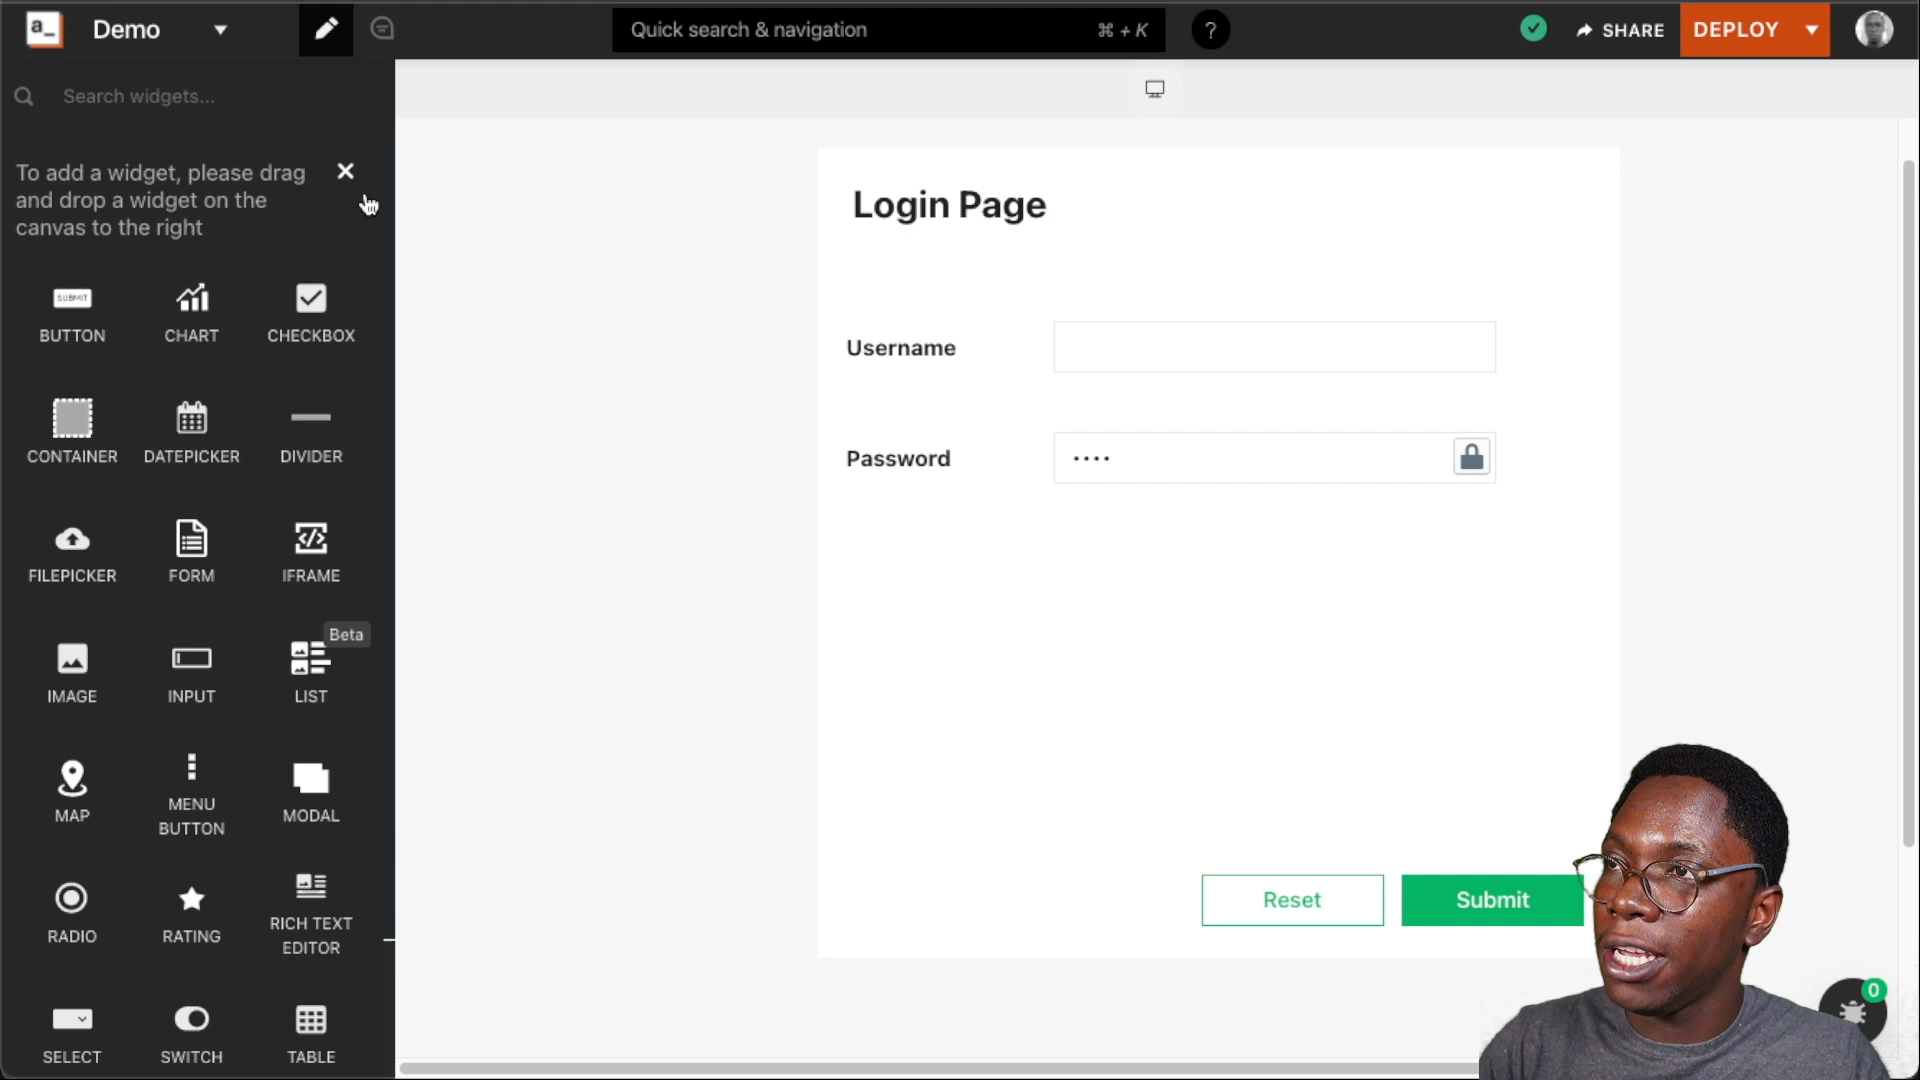 a_
Demo
Quick search & navigation
⌘ + K
?
SHARE
DEPLOY
Search widgets...
To add a widget, please drag
and drop a widget on the
canvas to the right
SUBMIT
BUTTON
CHART
CHECKBOX
CONTAINER
DATEPICKER
DIVIDER
FILEPICKER
FORM
IFRAME
Beta
IMAGE
INPUT
LIST
MAP
MENU
BUTTON
MODAL
RADIO
RATING
RICH TEXT
EDITOR
SELECT
SWITCH
TABLE
Login Page
Username
Password
••••
Reset
Submit
0